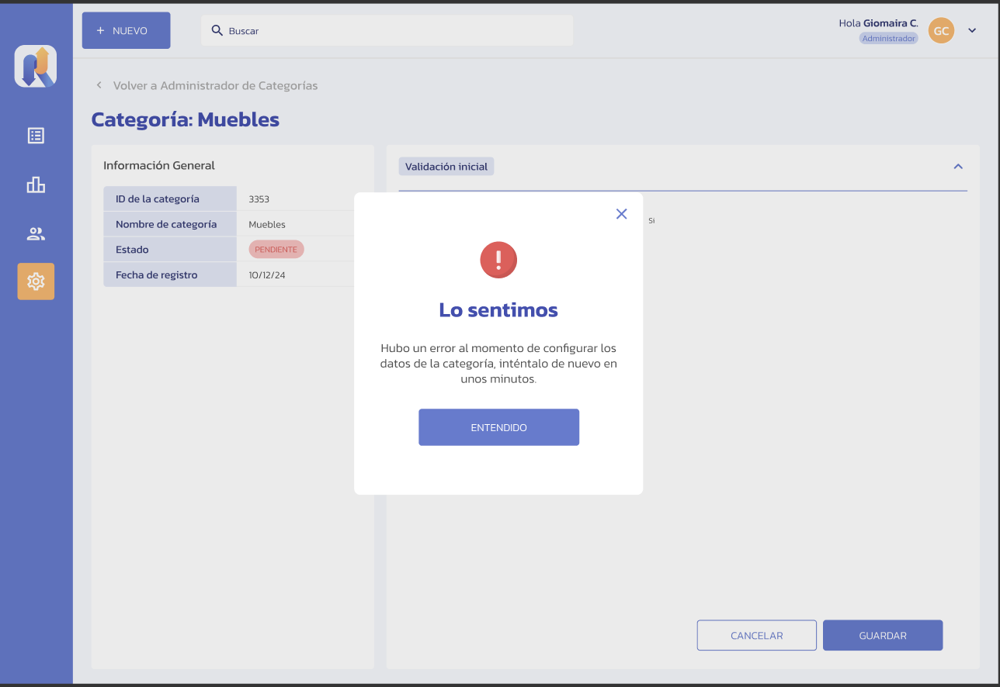 + NUEVO
Buscar
Hola Giomaira C.
Administrador
GC
Volver a Administrador de Categorías
Categoría: Muebles
Información General
ID de la categoría 3353
Nombre de categoría Muebles
Estado PENDIENTE
Fecha de registro 10/12/24
Validación inicial
Si
Lo sentimos
Hubo un error al momento de configurar los
datos de la categoría, inténtalo de nuevo en
unos minutos.
ENTENDIDO
CANCELAR
GUARDAR